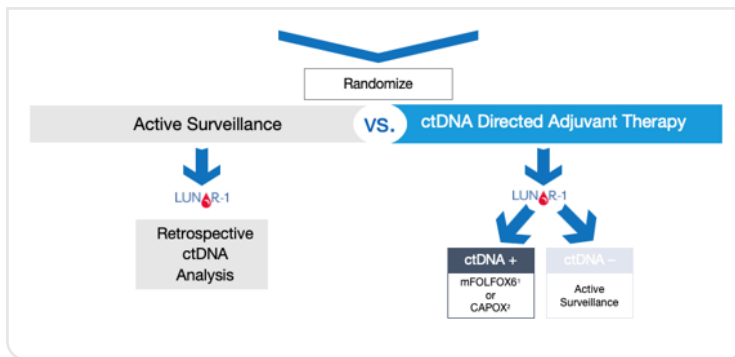 Randomize
Active Surveillance
VS.
ctDNA Directed Adjuvant Therapy
LUNAR-1
LUNAR-1
Retrospective
ctDNA
Analysis
ctDNA +
mFOLFOX6¹
or
CAPOX²
ctDNA –
Active
Surveillance